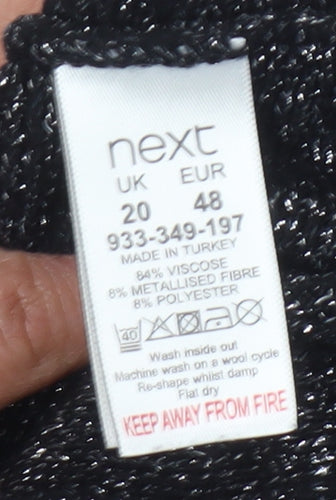 next
UK EUR
20 48
933-349-197
MADE IN TURKEY
84% VISCOSE
8% METALLISED FIBRE
8% POLYESTER
40
Wash inside out
Machine wash on a wool cycle
Re-shape whilst damp
Flat dry
KEEP AWAY FROM FIRE